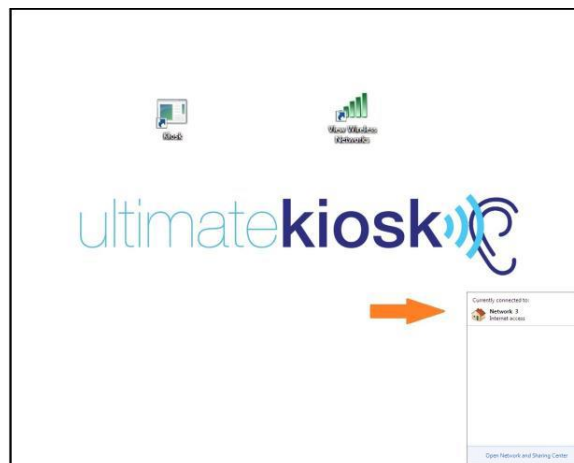 Kiosk
View Wireless
Networks
ultimatekiosk
Currently connected to:
Network 3
Internet access
Open Network and Sharing Center